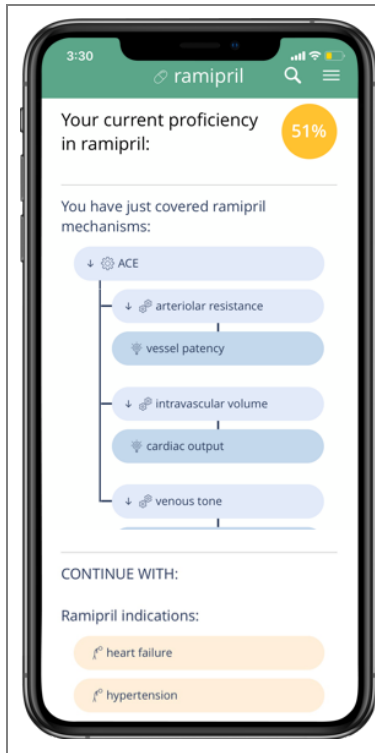 3:30
ramipril
Your current proficiency
in ramipril:
51%
You have just covered ramipril
mechanisms:
↓ ACE
↓ arteriolar resistance
vessel patency
↓ intravascular volume
cardiac output
↓ venous tone
CONTINUE WITH:
Ramipril indications:
heart failure
hypertension